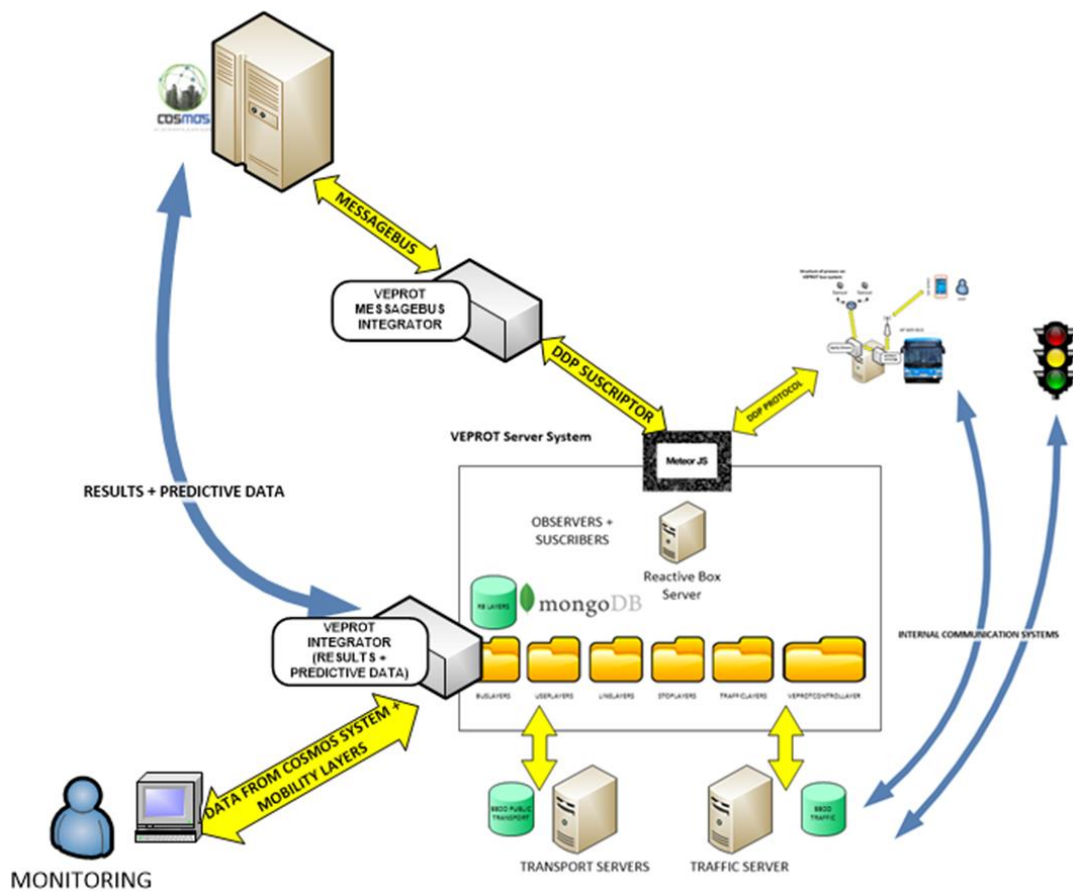 COSMOS
MESSAGEBUS
VEPROT
MESSAGEBUS
INTEGRATOR
DDP SUSCRIPTOR
DDP PROTOCOL
VEPROT Server System
Meteor JS
RESULTS + PREDICTIVE DATA
OBSERVERS +
SUSCRIBERS
Reactive Box
Server
RB LAYERS
mongoDB
VEPROT
INTEGRATOR
(RESULTS +
PREDICTIVE DATA)
BUSLAYERS
USERLAYERS
LINELAYERS
STOPLAYERS
TRAFFICLAYERS
VEPROTCONTROLLAYER
INTERNAL COMMUNICATION SYSTEMS
DATA FROM COSMOS SYSTEM +
MOBILITY LAYERS
BBDD PUBLIC
TRANSPORT
BBDD
TRAFFIC
TRANSPORT SERVERS
TRAFFIC SERVER
MONITORING